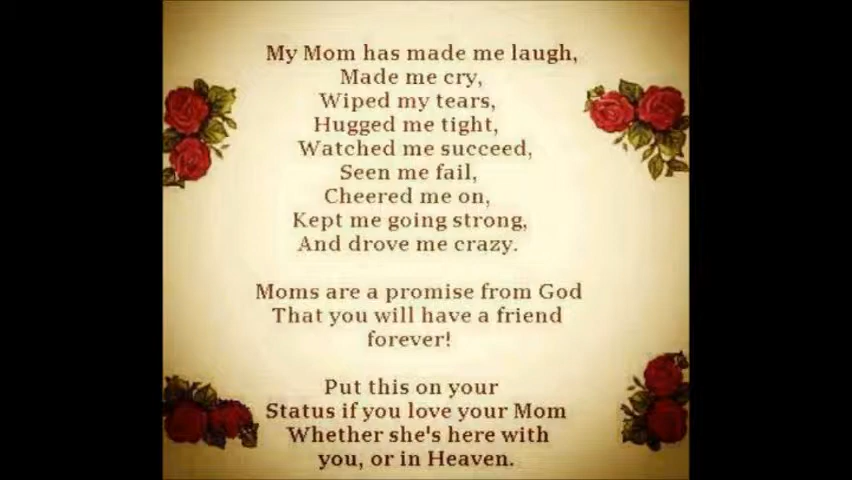 My Mom has made me laugh,
Made me cry,
Wiped my tears,
Hugged me tight,
Watched me succeed,
Seen me fail,
Cheered me on,
Kept me going strong,
And drove me crazy.
Moms are a promise from God
That you will have a friend
forever!
Put this on your
Status if you love your Mom
Whether she's here with
you, or in Heaven.